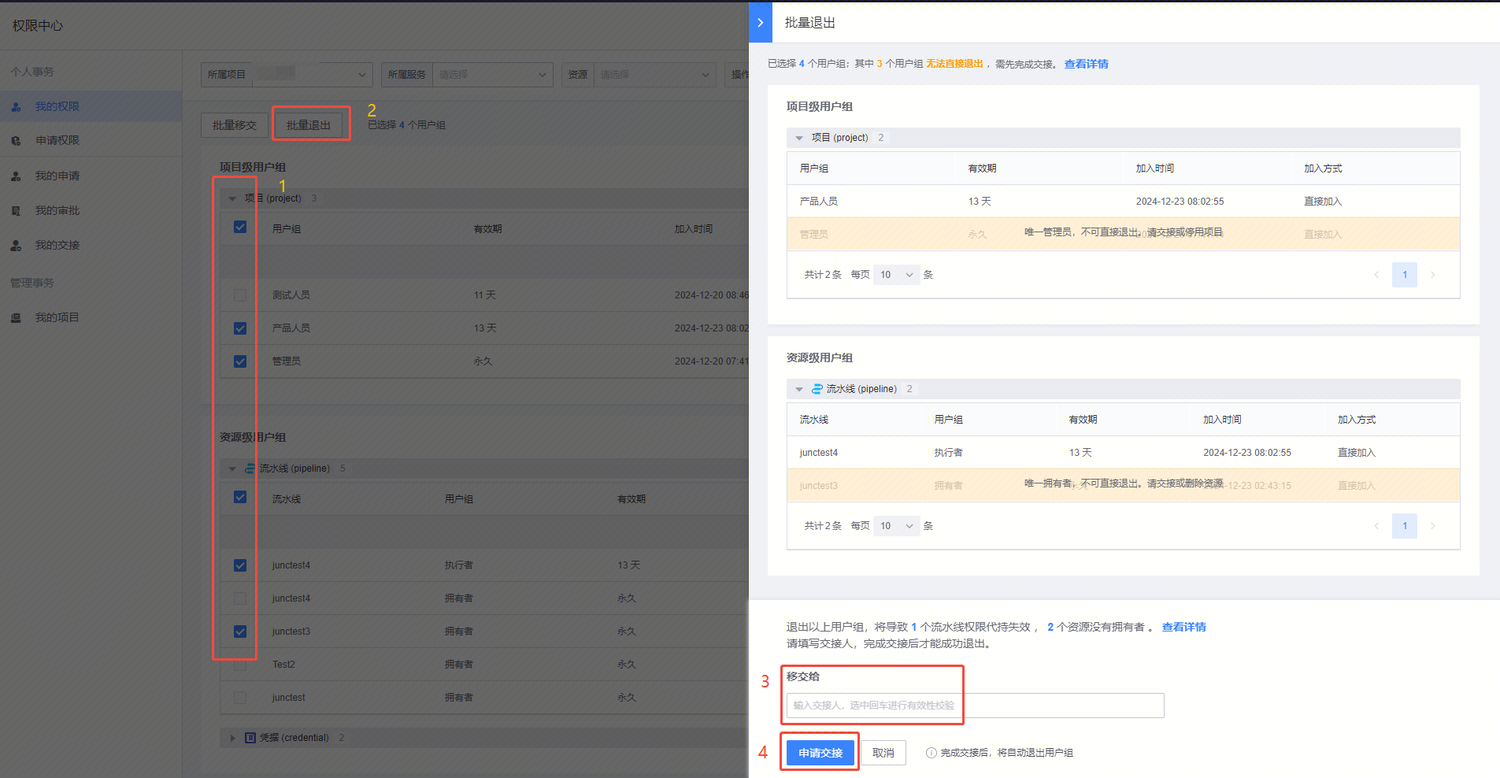 权限中心
个人事务
我的权限
申请权限
我的申请
我的审批
我的交接
管理事务
我的项目
所属项目
所属服务 请选择
资源 请选择
操作
批量移交 批量退出 2 已选择 4 个用户组
项目级用户组
1
项目 (project) 3
用户组 有效期 加入时间
测试人员 11 天 2024-12-20 08:46
产品人员 13 天 2024-12-23 08:02
管理员 永久 2024-12-20 07:41
资源级用户组
流水线 (pipeline) 5
流水线 用户组 有效期
junctest4 执行者 13 天
junctest4 拥有者 永久
junctest3 拥有者 永久
Test2 拥有者 永久
junctest 拥有者 永久
凭据 (credential) 2
批量退出
已选择 4 个用户组；其中 3 个用户组 无法直接退出 ，需先完成交接。 查看详情
项目级用户组
项目 (project) 2
用户组 有效期 加入时间 加入方式
产品人员 13 天 2024-12-23 08:02:55 直接加入
管理员 永久 唯一管理员，不可直接退出。请交接或停用项目 直接加入
共计2条 每页 10 条 1
资源级用户组
流水线 (pipeline) 2
流水线 用户组 有效期 加入时间 加入方式
junctest4 执行者 13 天 2024-12-23 08:02:55 直接加入
junctest3 拥有者 唯一拥有者，不可直接退出。请交接或删除资源 -12-23 02:43:15 直接加入
共计2条 每页 10 条 1
退出以上用户组，将导致 1 个流水线权限代持失效， 2 个资源没有拥有者 。 查看详情
请填写交接人，完成交接后才能成功退出。
3 移交给
输入交接人，选中回车进行有效性校验
4 申请交接 取消 完成交接后，将自动退出用户组